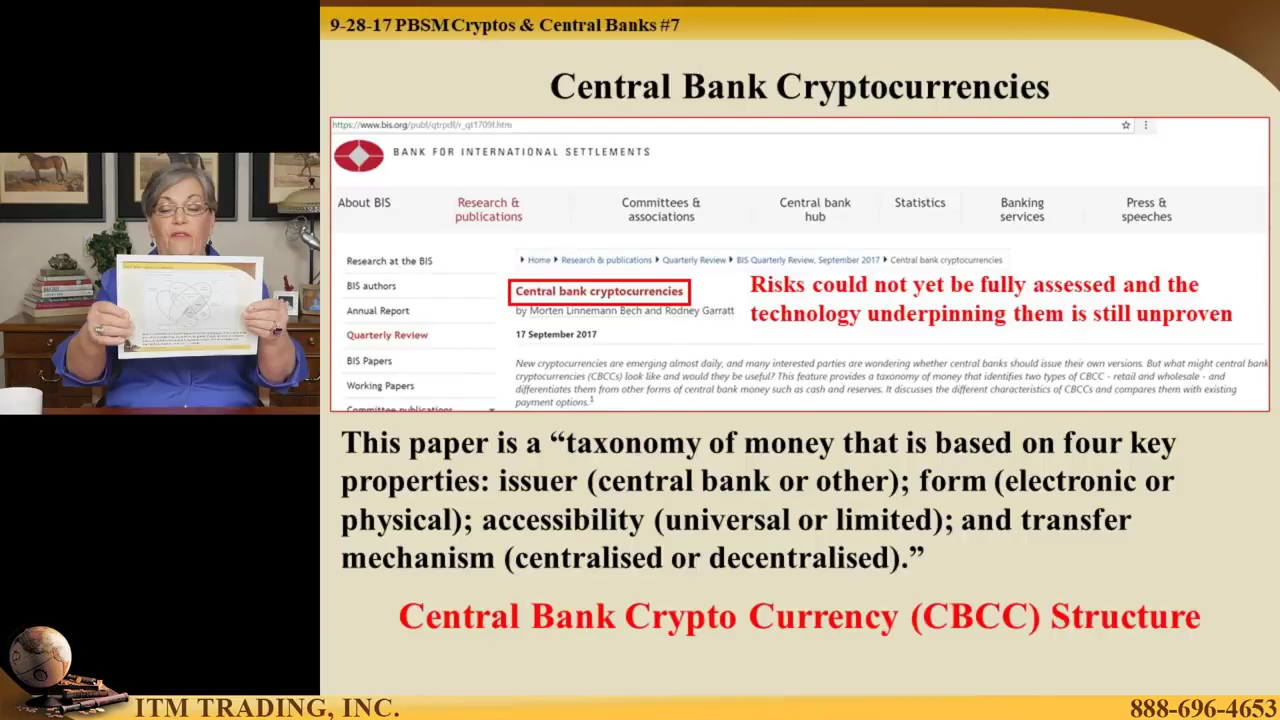 9-28-17 PBSM Cryptos & Central Banks #7
Central Bank Cryptocurrencies
https://www.bis.org/publ/qtrpdf/r_qt1709f.htm
BANK FOR INTERNATIONAL SETTLEMENTS
About BIS
Research & publications
Committees & associations
Central bank hub
Statistics
Banking services
Press & speeches
Research at the BIS
BIS authors
Annual Report
Quarterly Review
BIS Papers
Working Papers
Committee publications
Home Research & publications Quarterly Review BIS Quarterly Review, September 2017 Central bank cryptocurrencies
Central bank cryptocurrencies
by Morten Linnemann Bech and Rodney Garratt
17 September 2017
Risks could not yet be fully assessed and the
technology underpinning them is still unproven
New cryptocurrencies are emerging almost daily, and many interested parties are wondering whether central banks should issue their own versions. But what might central bank
cryptocurrencies (CBCCs) look like and would they be useful? This feature provides a taxonomy of money that identifies two types of CBCC - retail and wholesale - and
differentiates them from other forms of central bank money such as cash and reserves. It discusses the different characteristics of CBCCs and compares them with existing
payment options.1
This paper is a “taxonomy of money that is based on four key
properties: issuer (central bank or other); form (electronic or
physical); accessibility (universal or limited); and transfer
mechanism (centralised or decentralised).”
Central Bank Crypto Currency (CBCC) Structure
ITM TRADING, INC.
888-696-4653